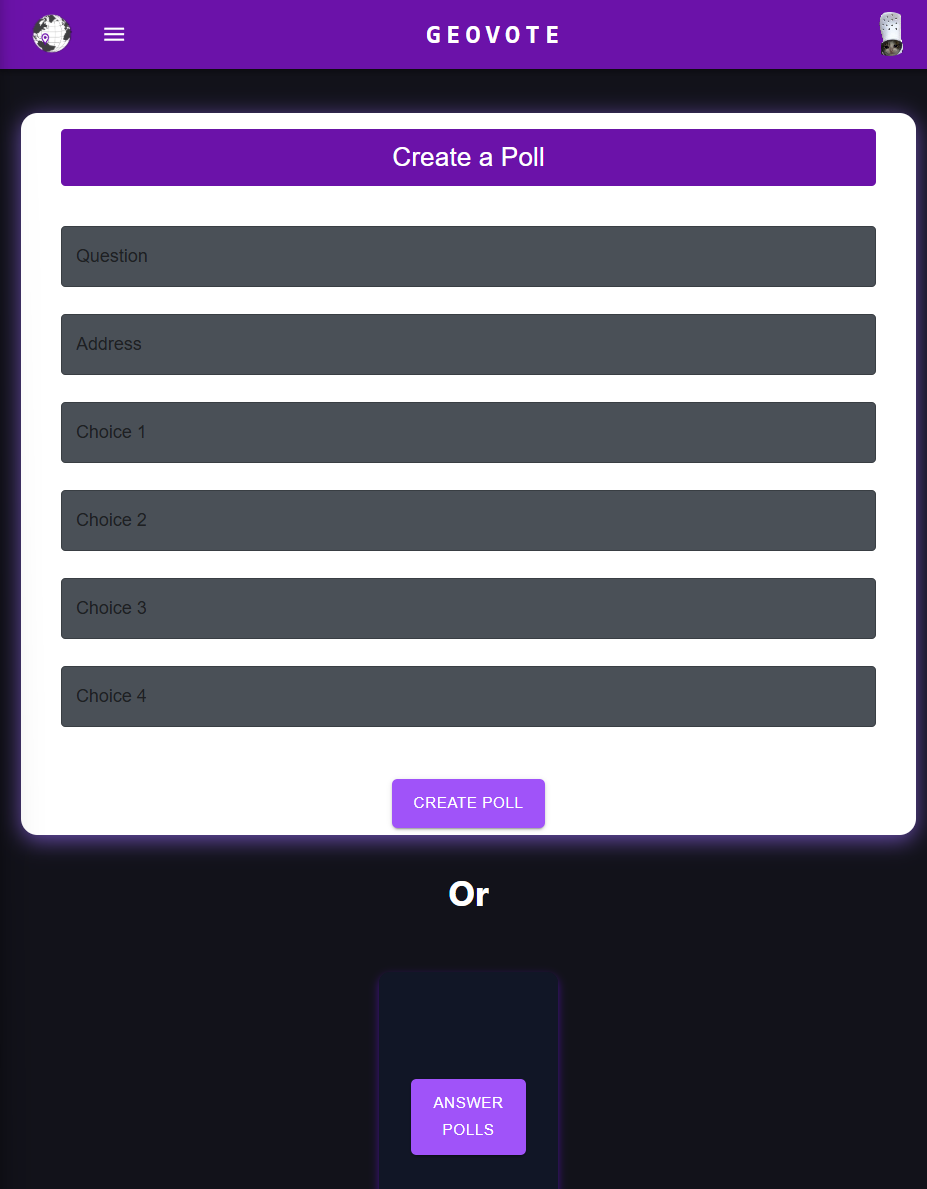 GEOVOTE
Create a Poll
Question
Address
Choice 1
Choice 2
Choice 3
Choice 4
CREATE POLL
Or
ANSWER
POLLS